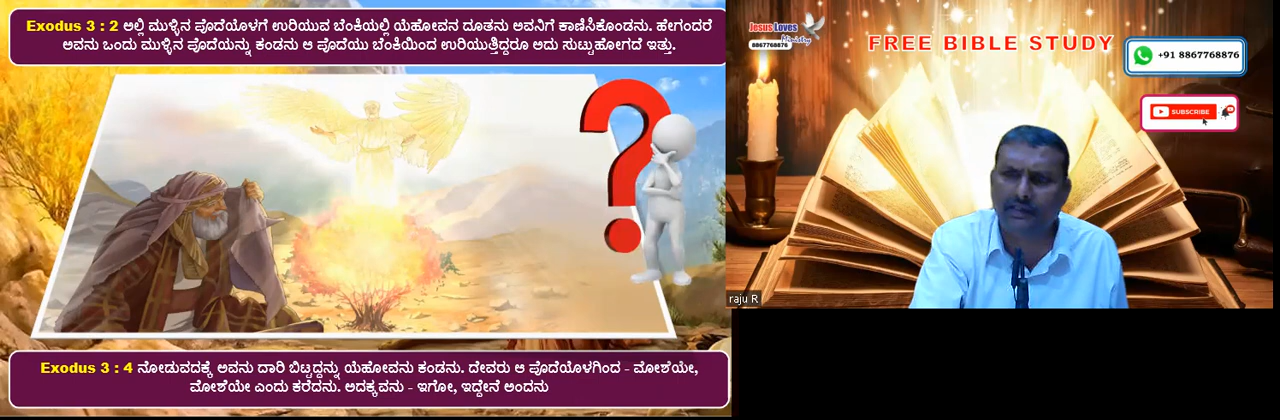 Exodus 3 : 2 ಅಲ್ಲಿ ಮುಳ್ಳಿನ ಪೊದೆಯೊಳಗೆ ಉರಿಯುವ ಬೆಂಕಿಯಲ್ಲಿ ಯೆಹೋವನ ದೂತನು ಅವನಿಗೆ ಕಾಣಿಸಿಕೊಂಡನು. ಹೇಗಂದರೆ
ಅವನು ಒಂದು ಮುಳ್ಳಿನ ಪೊದೆಯನ್ನು ಕಂಡನು ಆ ಪೊದೆಯು ಬೆಂಕಿಯಿಂದ ಉರಿಯುತ್ತಿದ್ದರೂ ಅದು ಸುಟ್ಟುಹೋಗದೆ ಇತ್ತು.
Exodus 3 : 4 ನೋಡುವದಕ್ಕೆ ಅವನು ದಾರಿ ಬಿಟ್ಟದ್ದನ್ನು ಯೆಹೋವನು ಕಂಡನು. ದೇವರು ಆ ಪೊದೆಯೊಳಗಿಂದ - ಮೋಶೆಯೇ,
ಮೋಶೆಯೇ ಎಂದು ಕರೆದನು. ಅದಕ್ಕವನು - ಇಗೋ, ಇದ್ದೇನೆ ಅಂದನು
Jesus Loves
Ministry
8867768876
FREE BIBLE STUDY
+91 8867768876
SUBSCRIBE
raju R